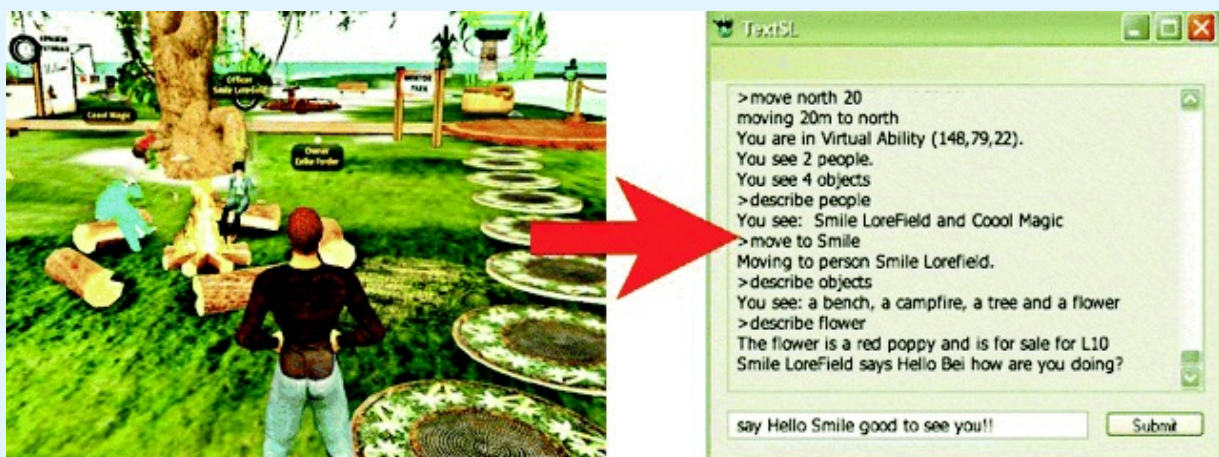 Officer
Smile LoreField
Coool Magic
Owner
PARK
TextSL
>move north 20
moving 20m to north
You are in Virtual Ability (148,79,22).
You see 2 people.
You see 4 objects
>describe people
You see: Smile LoreField and Coool Magic
>move to Smile
Moving to person Smile Lorefield.
>describe objects
You see: a bench, a campfire, a tree and a flower
>describe flower
The flower is a red poppy and is for sale for L10
Smile LoreField says Hello Bei how are you doing?
say Hello Smile good to see you!!
Submit